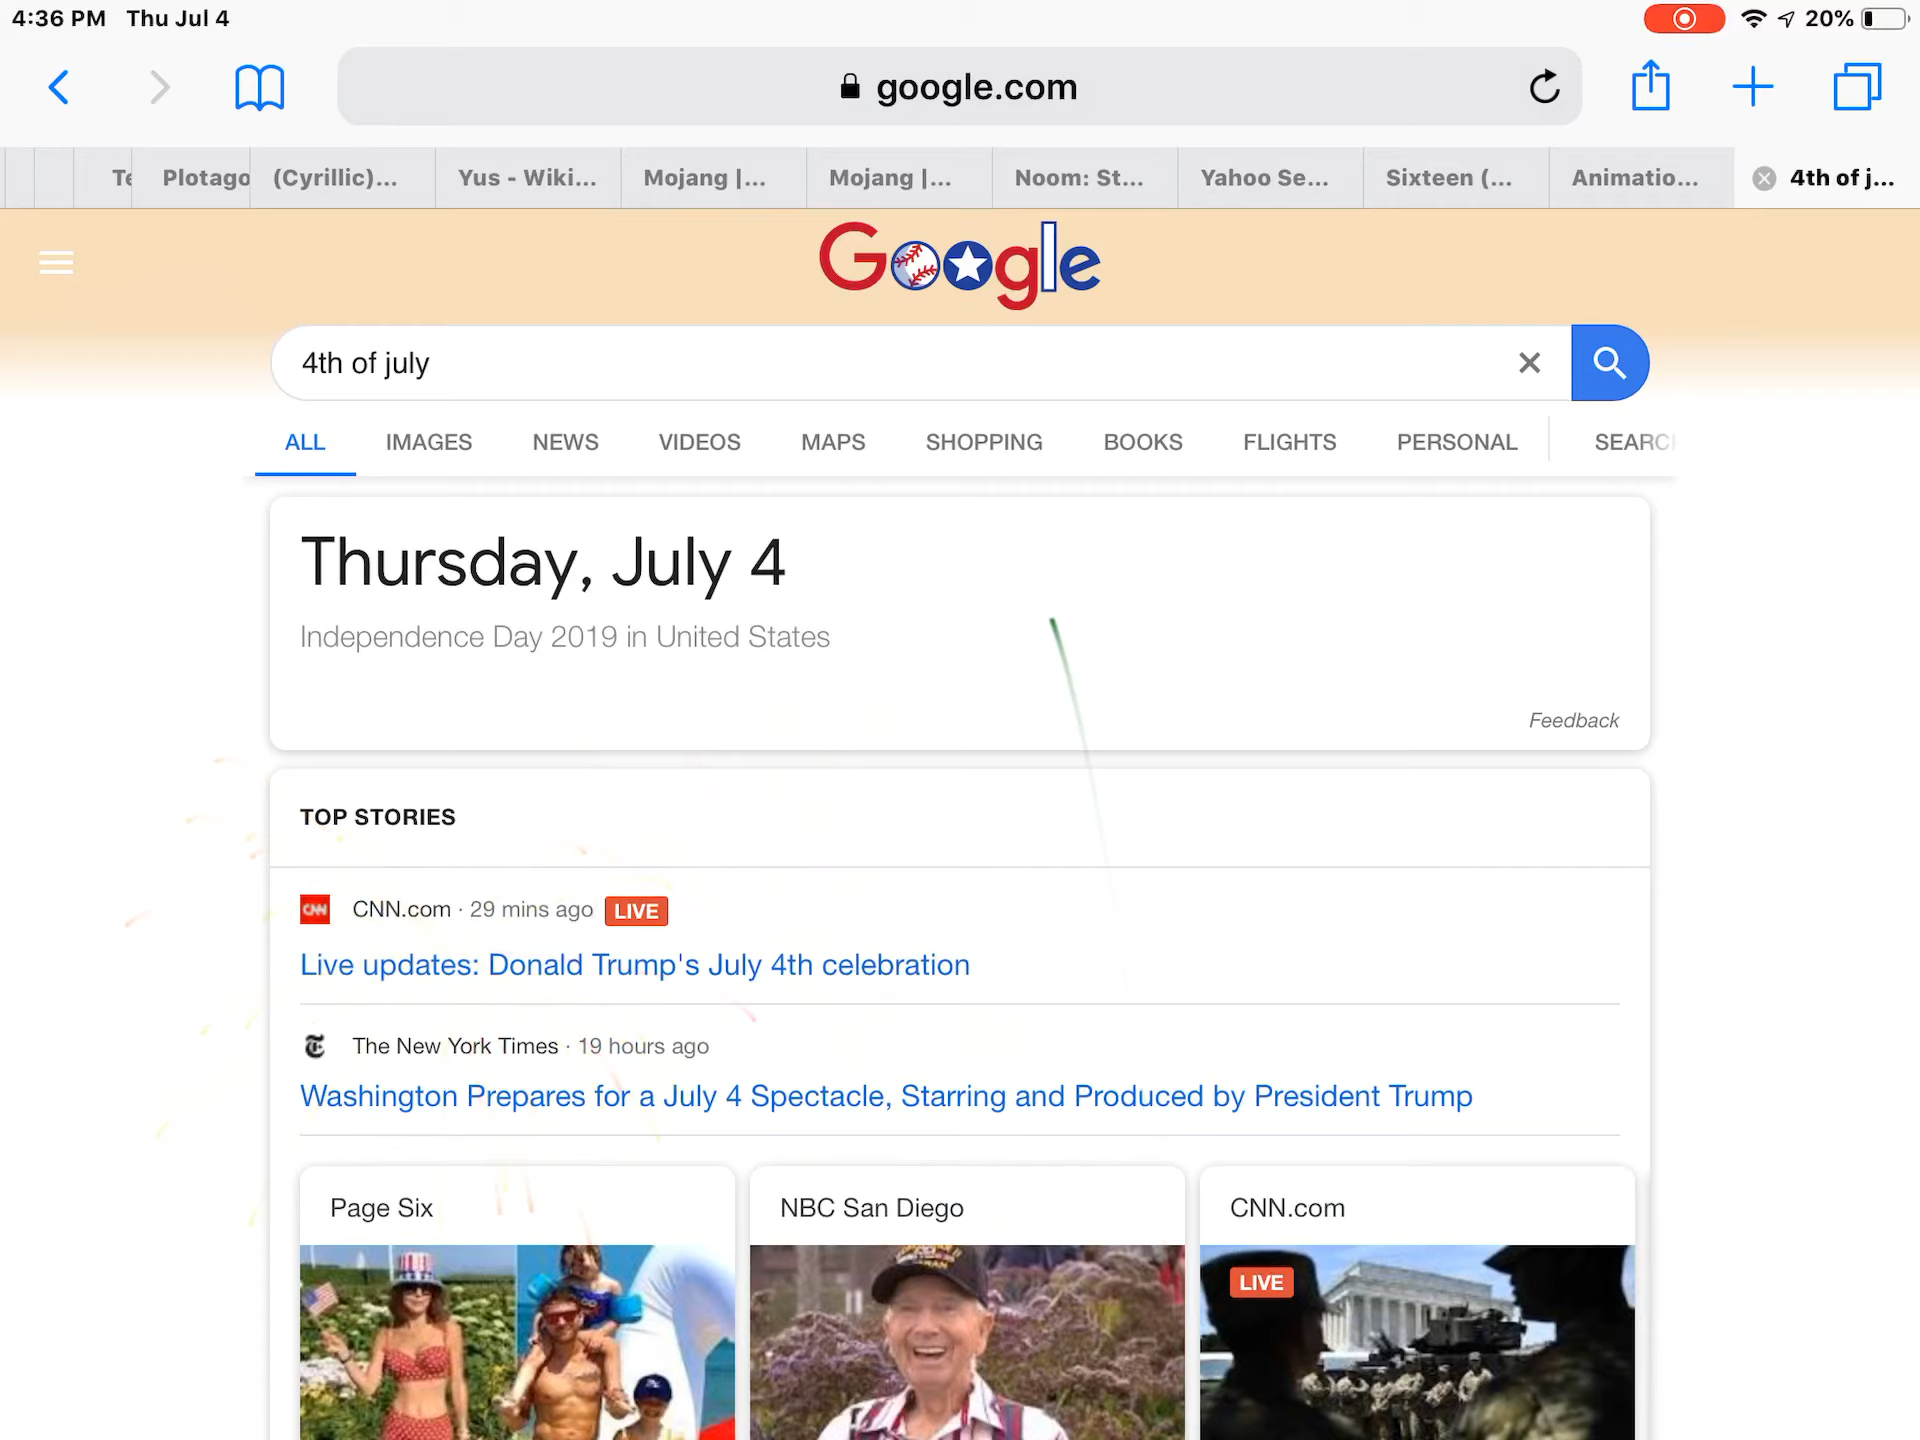 4:36 PM Thu Jul 4 20%
google.com
Te Plotago (Cyrillic)... Yus - Wiki... Mojang |... Mojang |... Noom: St... Yahoo Se... Sixteen (... Animatio... 4th of j...
Google
4th of july
ALL IMAGES NEWS VIDEOS MAPS SHOPPING BOOKS FLIGHTS PERSONAL SEARC
Thursday, July 4
Independence Day 2019 in United States
Feedback
TOP STORIES
CNN CNN.com · 29 mins ago LIVE
Live updates: Donald Trump's July 4th celebration
The New York Times · 19 hours ago
Washington Prepares for a July 4 Spectacle, Starring and Produced by President Trump
Page Six NBC San Diego CNN.com
LIVE